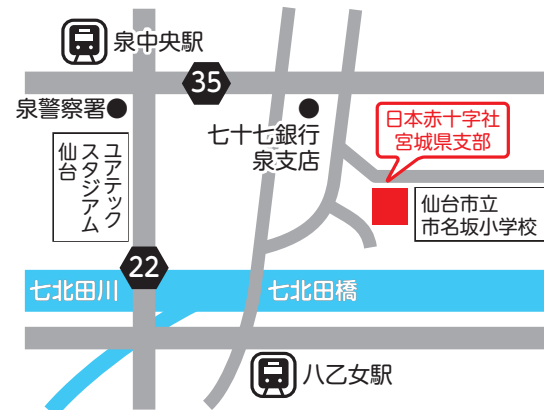 泉中央駅
35
泉警察署
七十七銀行
泉支店
日本赤十字社
宮城県支部
ユアテック
スタジアム
仙台
仙台市立
市名坂小学校
22
七北田川
七北田橋
八乙女駅